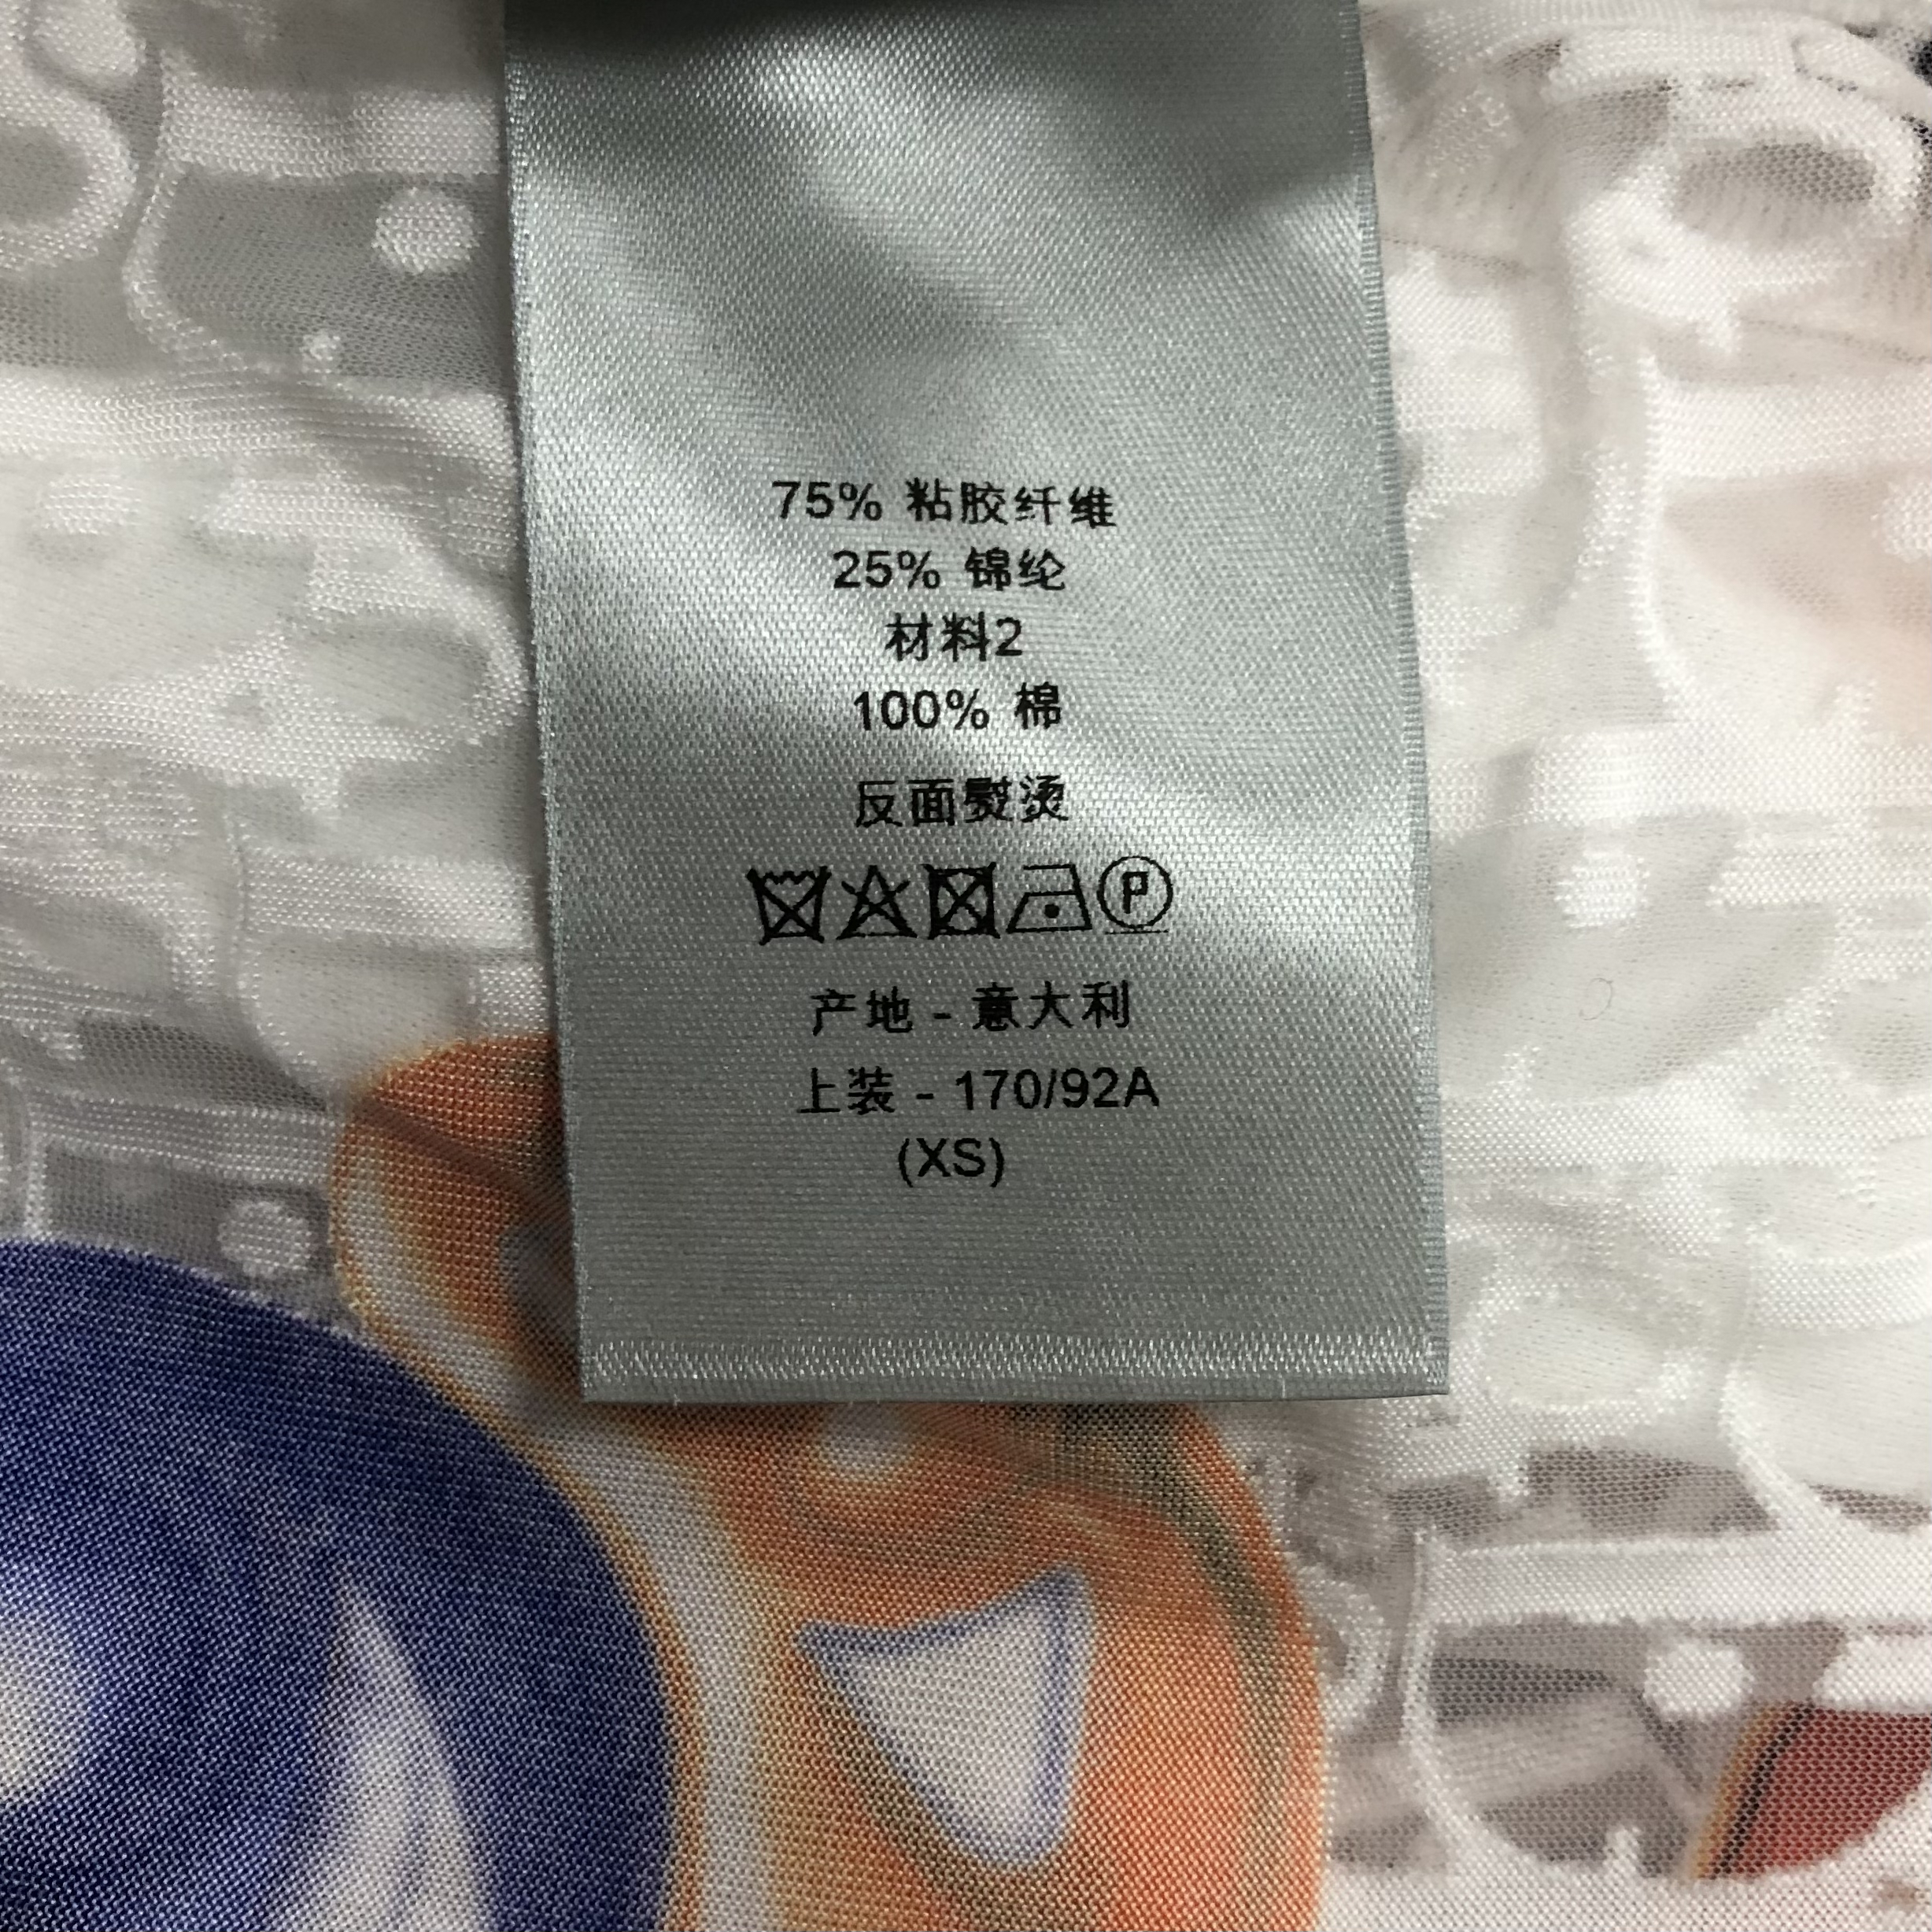 75% 粘胶纤维
25% 锦纶
材料2
100% 棉
反面熨烫
P
产地 - 意大利
上装 - 170/92A
(XS)